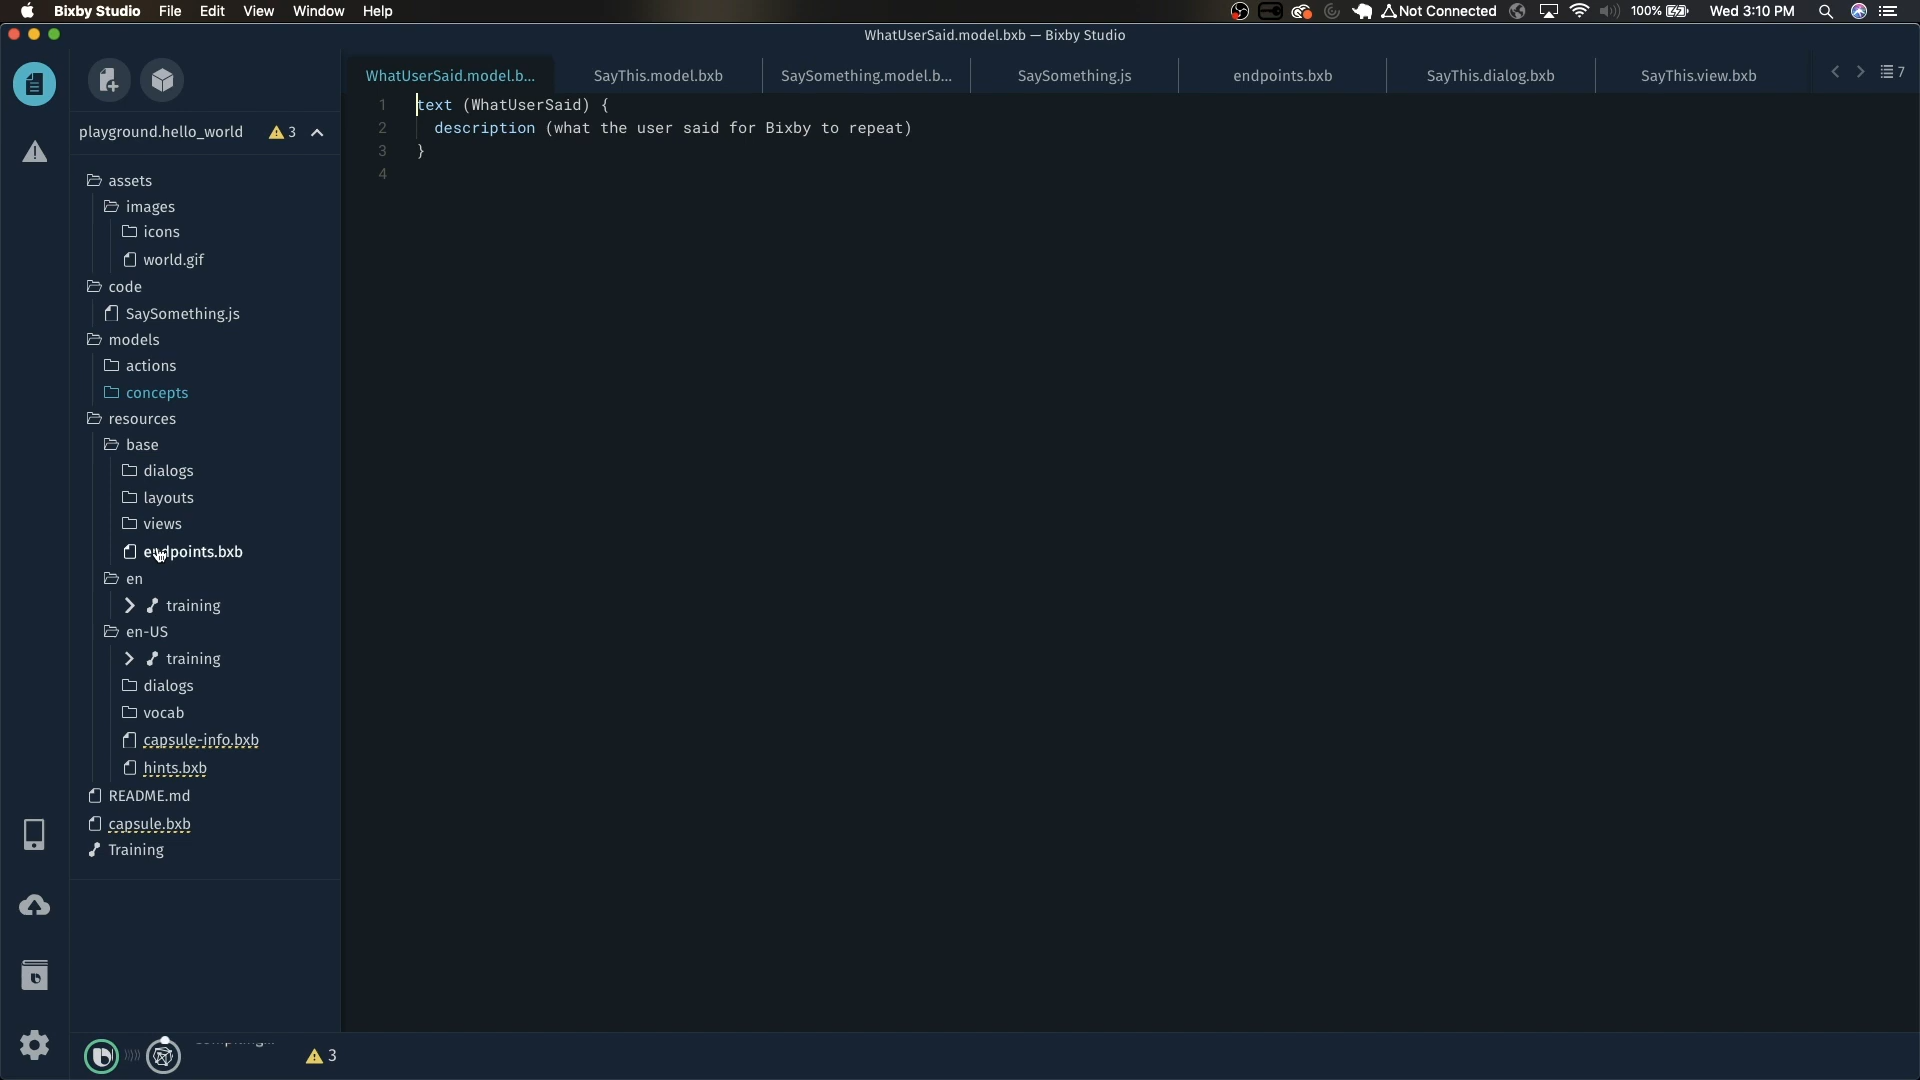 Bixby Studio File Edit View Window Help
Not Connected 100% Wed 3:10 PM
WhatUserSaid.model.bxb — Bixby Studio
WhatUserSaid.model.b... SayThis.model.bxb SaySomething.model.b... SaySomething.js endpoints.bxb SayThis.dialog.bxb SayThis.view.bxb 7
playground.hello_world 3
assets
images
icons
world.gif
code
SaySomething.js
models
actions
concepts
resources
base
dialogs
layouts
views
endpoints.bxb
en
training
en-US
training
dialogs
vocab
capsule-info.bxb
hints.bxb
README.md
capsule.bxb
Training
1 text (WhatUserSaid) {
2 description (what the user said for Bixby to repeat)
3 }
4
3